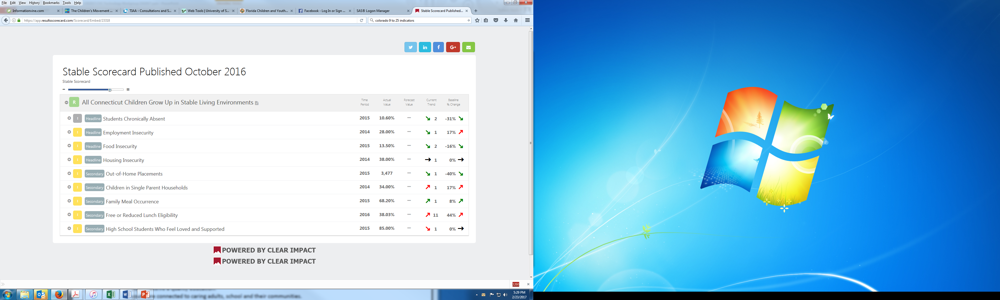 File Edit View History Bookmarks Tools Help
Informationvine.com The Children's Movement ... TIAA - Consultations and S... Web Tools | University of S... Florida Children and Youth... Facebook - Log In or Sign ... SAS® Logon Manager Stable Scorecard Published...
https://app.resultsscorecard.com/Scorecard/Embed/23318 colorado 9 to 25 indicators
in f G+
Stable Scorecard Published October 2016
Stable Scorecard
R All Connecticut Children Grow Up in Stable Living Environments Time Period Actual Value Forecast Value Current Trend Baseline % Change
I Headline Students Chronically Absent 2015 10.60% — 2 -31%
I Headline Employment Insecurity 2014 28.00% — 1 17%
I Headline Food Insecurity 2015 13.50% — 2 -16%
I Headline Housing Insecurity 2014 38.00% — 1 0%
I Secondary Out-of-Home Placements 2015 3,477 — 1 -40%
I Secondary Children in Single Parent Households 2014 34.00% — 1 17%
I Secondary Family Meal Occurrence 2015 68.20% — 1 8%
I Secondary Free or Reduced Lunch Eligibility 2016 38.03% — 11 44%
I Secondary High School Students Who Feel Loved and Supported 2015 85.00% — 1 0%
POWERED BY CLEAR IMPACT
POWERED BY CLEAR IMPACT
3260
connected to caring adults, school and their communities.
5:29 PM
2/23/2017